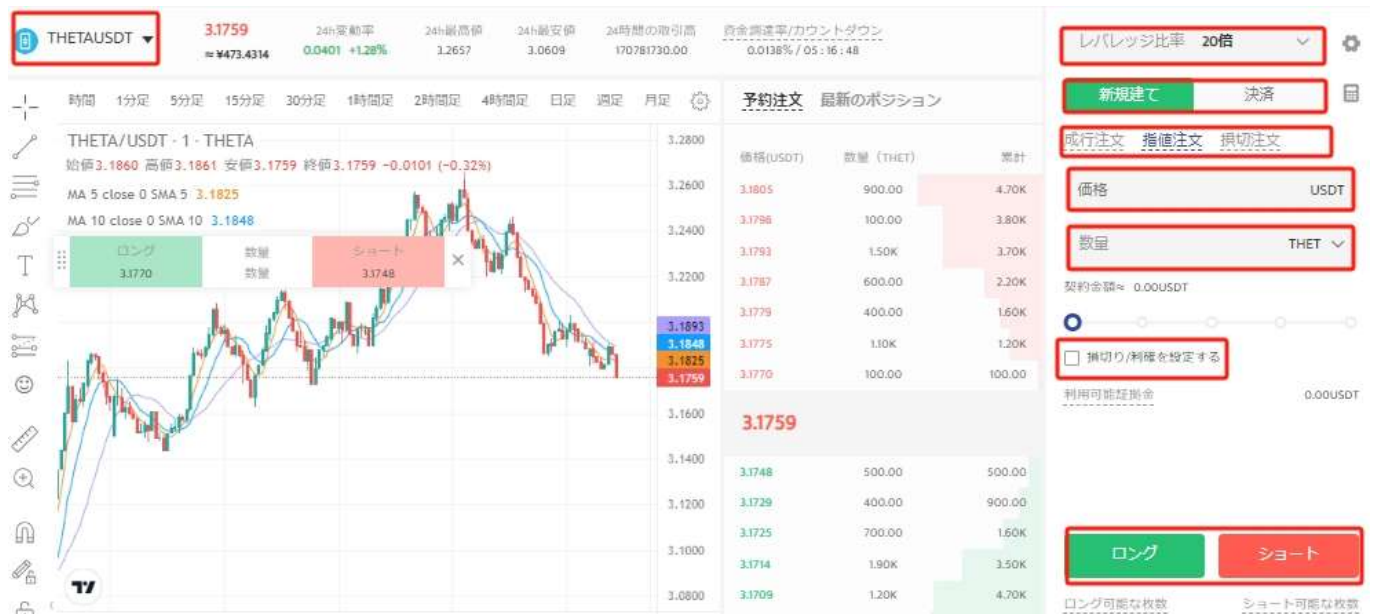 THETAUSDT
3.1759
≈ ¥473.4314
24h変動率
0.0401 +1.28%
24h最高値
3.2657
24h最安値
3.0609
24時間の取引高
170781730.00
資金調達率/カウントダウン
0.0138% / 05 : 16 : 48
時間 1分足 5分足 15分足 30分足 1時間足 2時間足 4時間足 日足 週足 月足
THETA/USDT · 1 · THETA
始値3.1860 高値3.1861 安値3.1759 終値3.1759 −0.0101 (−0.32%)
MA 5 close 0 SMA 5 3.1825
MA 10 close 0 SMA 10 3.1848
ロング 数量 ショート
3.1770 数量 3.1748
3.2800
3.2600
3.2400
3.2200
3.1893
3.1848
3.1825
3.1759
3.1600
3.1400
3.1200
3.1000
3.0800
予約注文 最新のポジション
価格(USDT) 数量 (THET) 累計
3.1805 900.00 4.70K
3.1798 100.00 3.80K
3.1793 1.50K 3.70K
3.1787 600.00 2.20K
3.1779 400.00 1.60K
3.1775 1.10K 1.20K
3.1770 100.00 100.00
3.1759
3.1748 500.00 500.00
3.1729 400.00 900.00
3.1725 700.00 1.60K
3.1714 1.90K 3.50K
3.1709 1.20K 4.70K
レバレッジ比率 20倍
新規建て 決済
成行注文 指値注文 損切注文
価格 USDT
数量 THET
契約金額≈ 0.00USDT
損切り/利確を設定する
利用可能証拠金 0.00USDT
ロング ショート
ロング可能な枚数 ショート可能な枚数